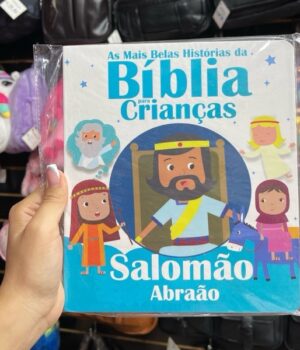 As Mais Belas Histórias da
Bíblia
para
Crianças
Salomão
Abraão